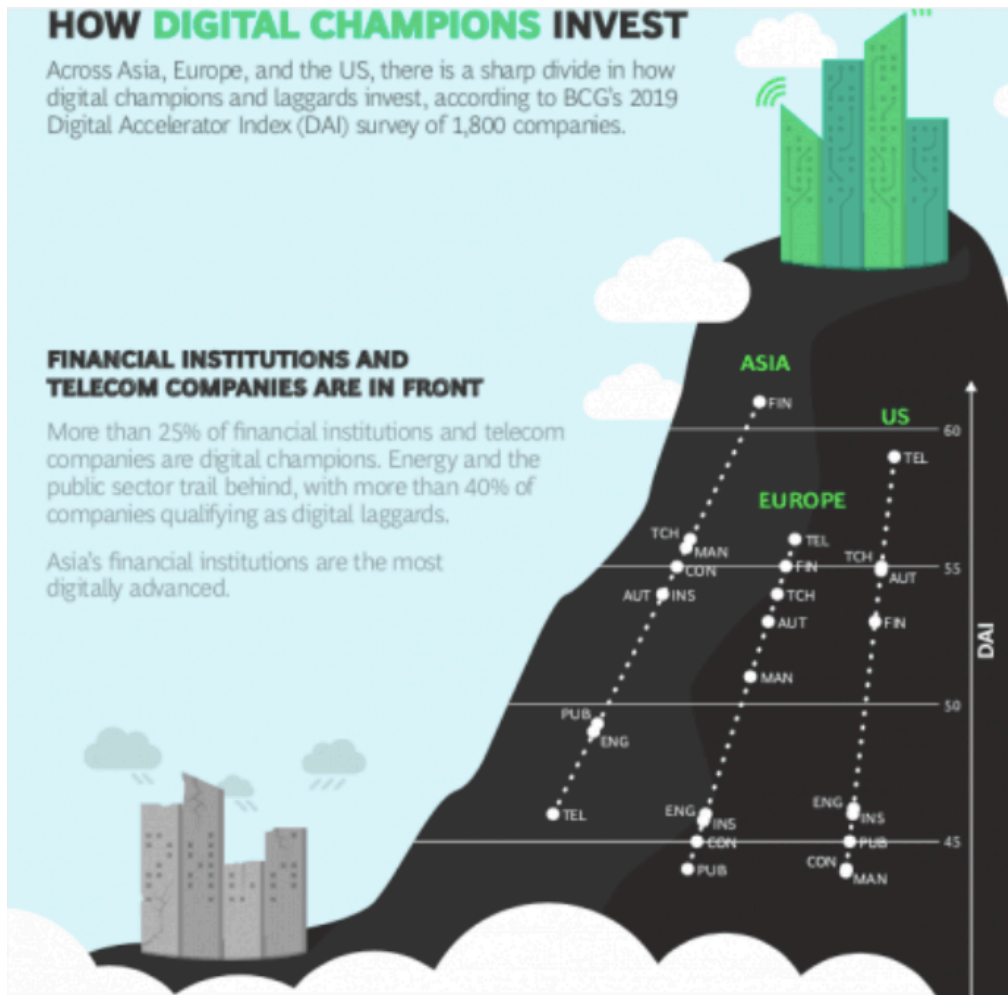 HOW DIGITAL CHAMPIONS INVEST
Across Asia, Europe, and the US, there is a sharp divide in how
digital champions and laggards invest, according to BCG's 2019
Digital Accelerator Index (DAI) survey of 1,800 companies.
FINANCIAL INSTITUTIONS AND
TELECOM COMPANIES ARE IN FRONT
More than 25% of financial institutions and telecom
companies are digital champions. Energy and the
public sector trail behind, with more than 40% of
companies qualifying as digital laggards.
Asia's financial institutions are the most
digitally advanced.
ASIA
FIN
TCH
MAN
CON
AUT INS
PUB
ENG
TEL
EUROPE
TEL
FIN
TCH
AUT
MAN
ENG
INS
CON
PUB
US
TEL
TCH
AUT
FIN
ENG
INS
PUB
CON
MAN
60
55
50
45
DAI